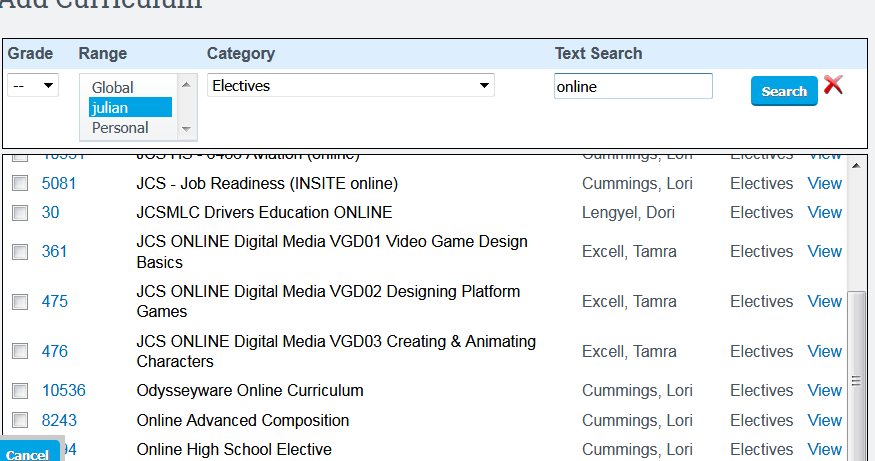 Add Curriculum
Grade Range Category Text Search
-- Global Electives online Search
julian
Personal
JCS HS - 0400 Aviation (online) Cummings, Lori Electives View
5081 JCS - Job Readiness (INSITE online) Cummings, Lori Electives View
30 JCSMLC Drivers Education ONLINE Lengyel, Dori Electives View
361 JCS ONLINE Digital Media VGD01 Video Game Design Basics Excell, Tamra Electives View
475 JCS ONLINE Digital Media VGD02 Designing Platform Games Excell, Tamra Electives View
476 JCS ONLINE Digital Media VGD03 Creating & Animating Characters Excell, Tamra Electives View
10536 Odysseyware Online Curriculum Cummings, Lori Electives View
8243 Online Advanced Composition Cummings, Lori Electives View
94 Online High School Elective Cummings, Lori Electives View
Cancel